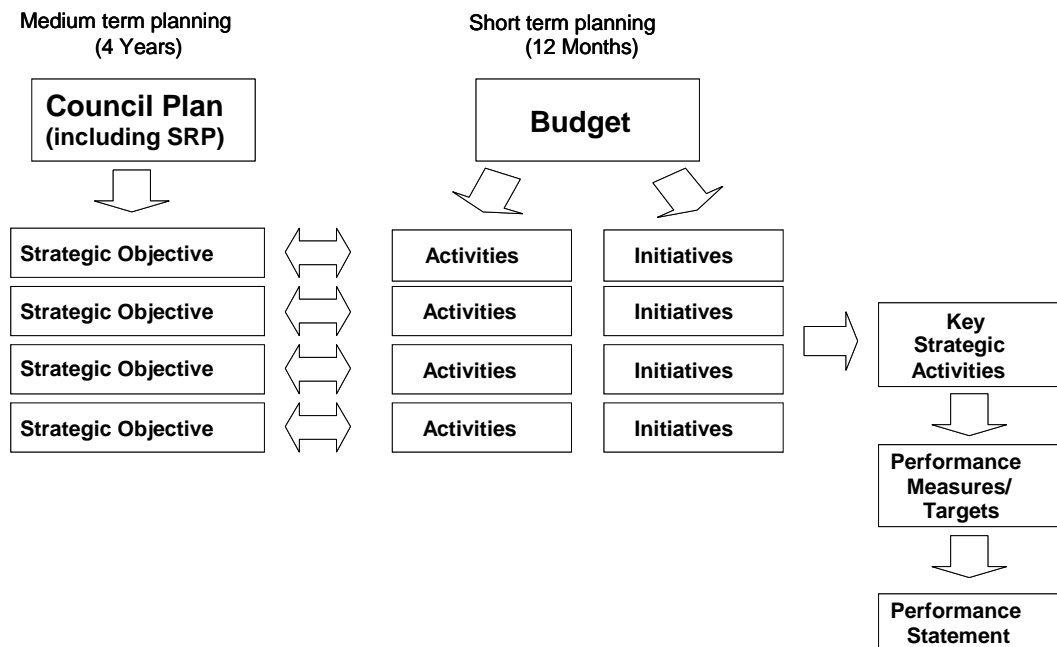 Medium term planning
(4 Years)
Short term planning
(12 Months)
Council Plan
(including SRP)
Budget
Strategic Objective
Activities
Initiatives
Strategic Objective
Activities
Initiatives
Strategic Objective
Activities
Initiatives
Strategic Objective
Activities
Initiatives
Key
Strategic
Activities
Performance
Measures/
Targets
Performance
Statement